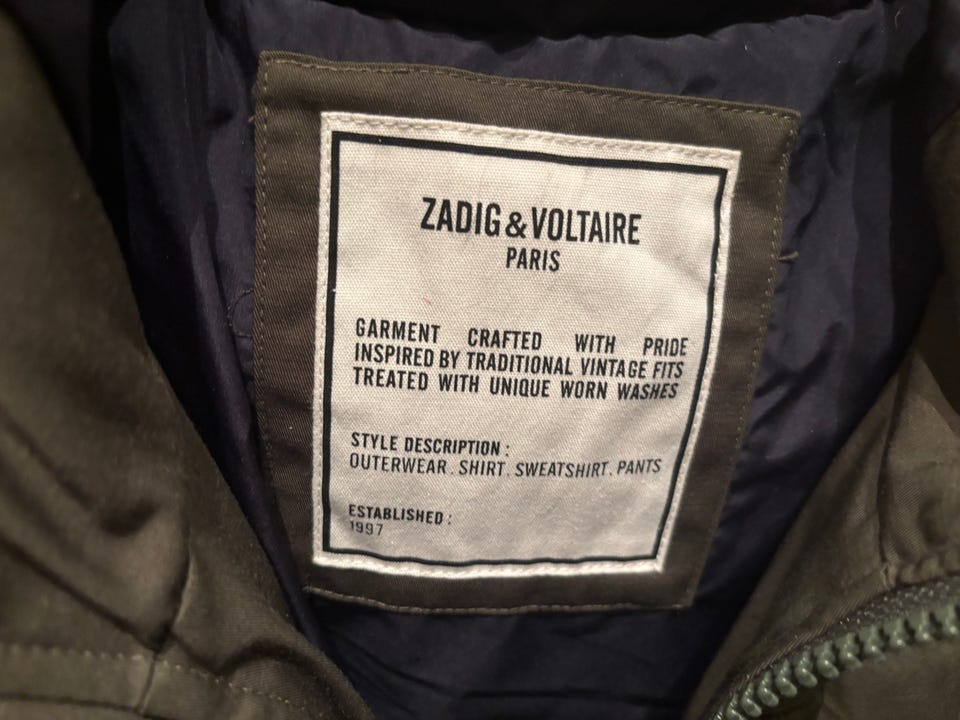 ZADIG&VOLTAIRE
PARIS
GARMENT CRAFTED WITH PRIDE
INSPIRED BY TRADITIONAL VINTAGE FITS
TREATED WITH UNIQUE WORN WASHES
STYLE DESCRIPTION :
OUTERWEAR . SHIRT. SWEATSHIRT. PANTS
ESTABLISHED :
1997